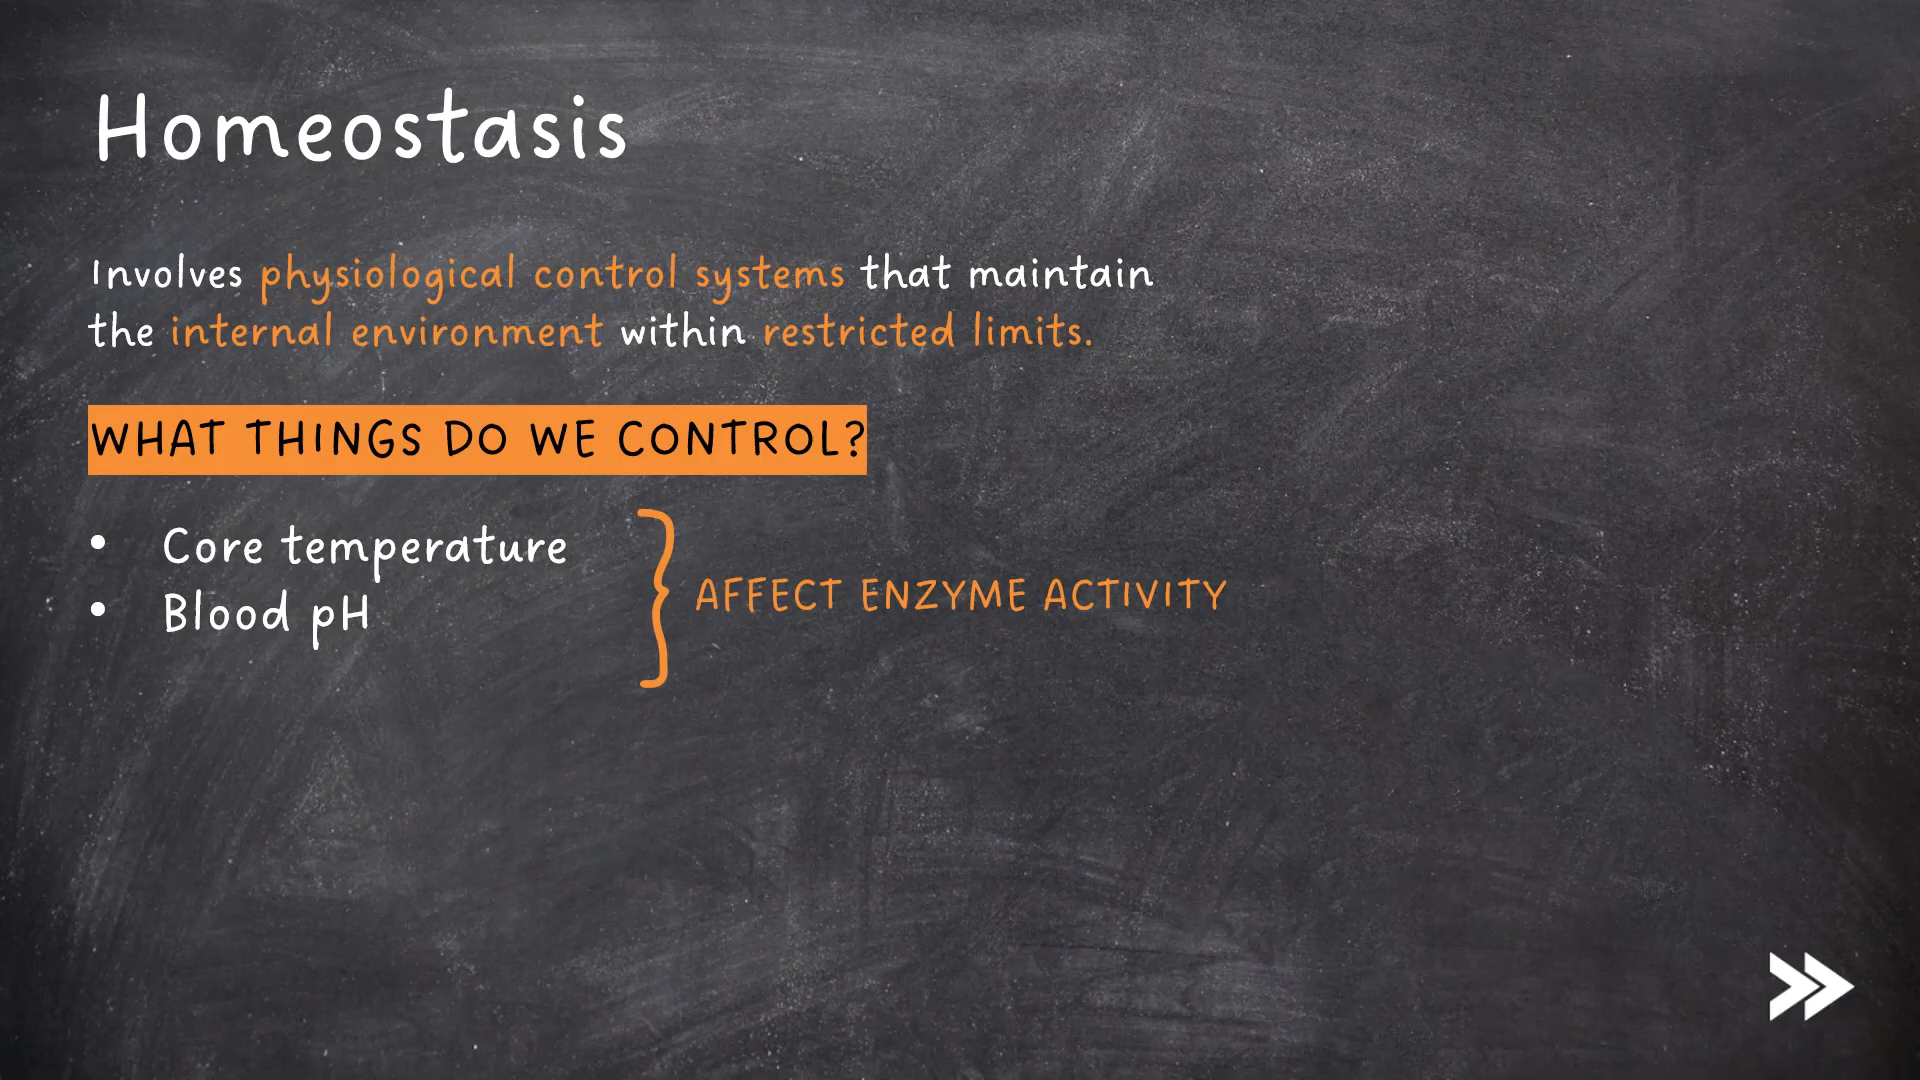 Homeostasis
Involves physiological control systems that maintain
the internal environment within restricted limits.
WHAT THINGS DO WE CONTROL?
• Core temperature
• Blood pH
AFFECT ENZYME ACTIVITY